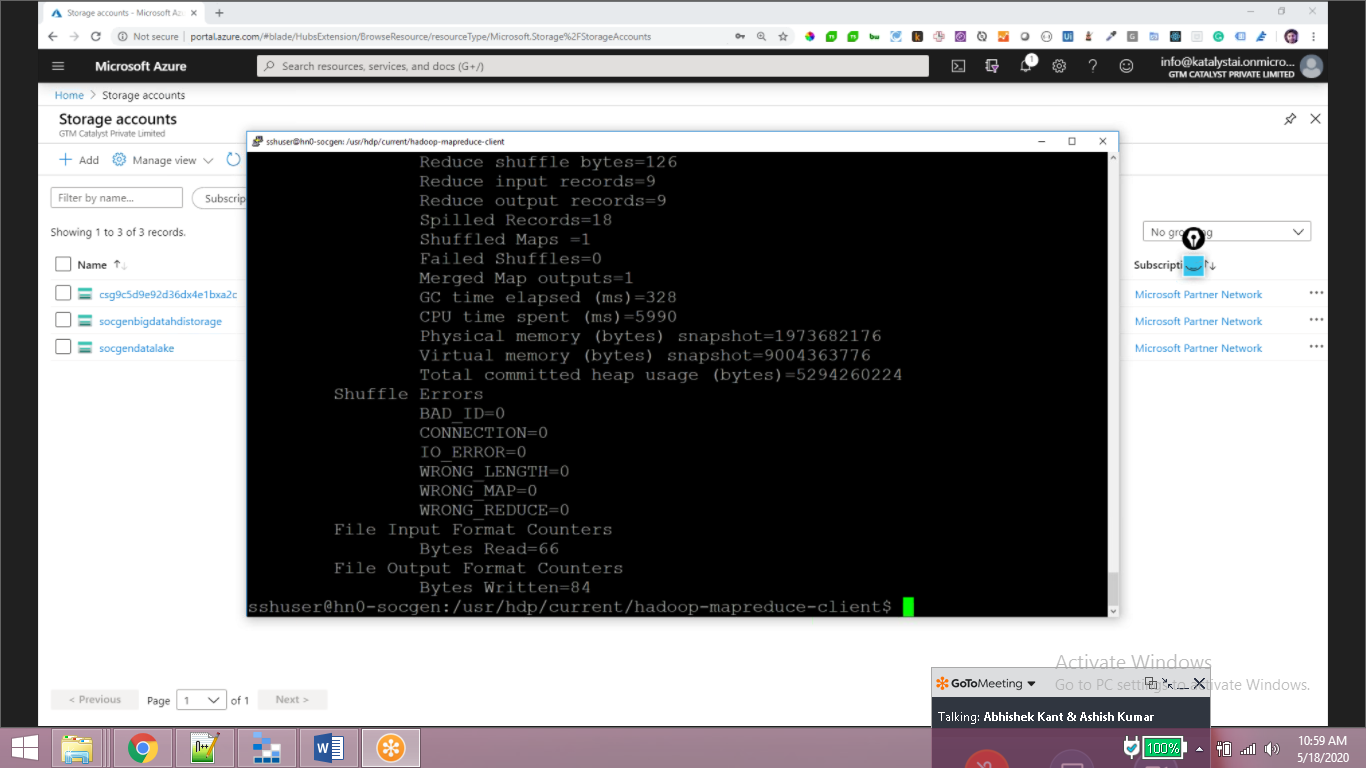 Storage accounts - Microsoft Az
Not secure | portal.azure.com/#blade/HubsExtension/BrowseResource/resourceType/Microsoft.Storage%2FStorageAccounts
Microsoft Azure
Search resources, services, and docs (G+/)
1
info@katalystai.onmicro...
GTM CATALYST PRIVATE LIMITED
Home > Storage accounts
Storage accounts
GTM Catalyst Private Limited
Add
Manage view
Filter by name...
Subscrip
Showing 1 to 3 of 3 records.
No
Name
Subscripti
csg9c5d9e92d36dx4e1bxa2c
Microsoft Partner Network
socgenbigdatahdistorage
Microsoft Partner Network
socgendatalake
Microsoft Partner Network
sshuser@hn0-socgen: /usr/hdp/current/hadoop-mapreduce-client
Reduce shuffle bytes=126
Reduce input records=9
Reduce output records=9
Spilled Records=18
Shuffled Maps =1
Failed Shuffles=0
Merged Map outputs=1
GC time elapsed (ms)=328
CPU time spent (ms)=5990
Physical memory (bytes) snapshot=1973682176
Virtual memory (bytes) snapshot=9004363776
Total committed heap usage (bytes)=5294260224
Shuffle Errors
BAD_ID=0
CONNECTION=0
IO_ERROR=0
WRONG_LENGTH=0
WRONG_MAP=0
WRONG_REDUCE=0
File Input Format Counters
Bytes Read=66
File Output Format Counters
Bytes Written=84
sshuser@hn0-socgen:/usr/hdp/current/hadoop-mapreduce-client$
< Previous
Page 1 of 1
Next >
Activate Windows
Go to PC settings to activate Windows.
GoToMeeting
Talking: Abhishek Kant & Ashish Kumar
100%
10:59 AM
5/18/2020